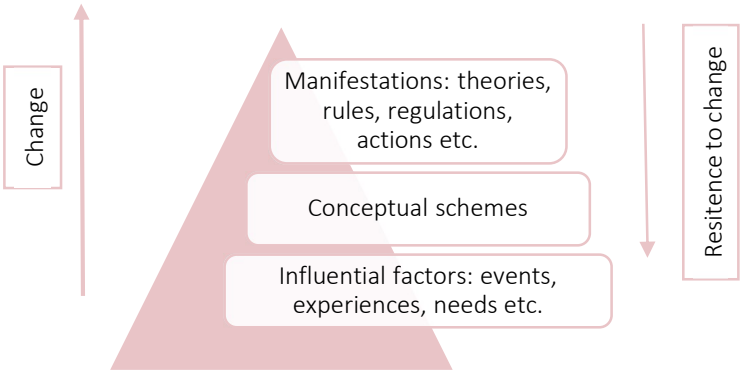 Change
Manifestations: theories,
rules, regulations,
actions etc.
Conceptual schemes
Influential factors: events,
experiences, needs etc.
Resitence to change